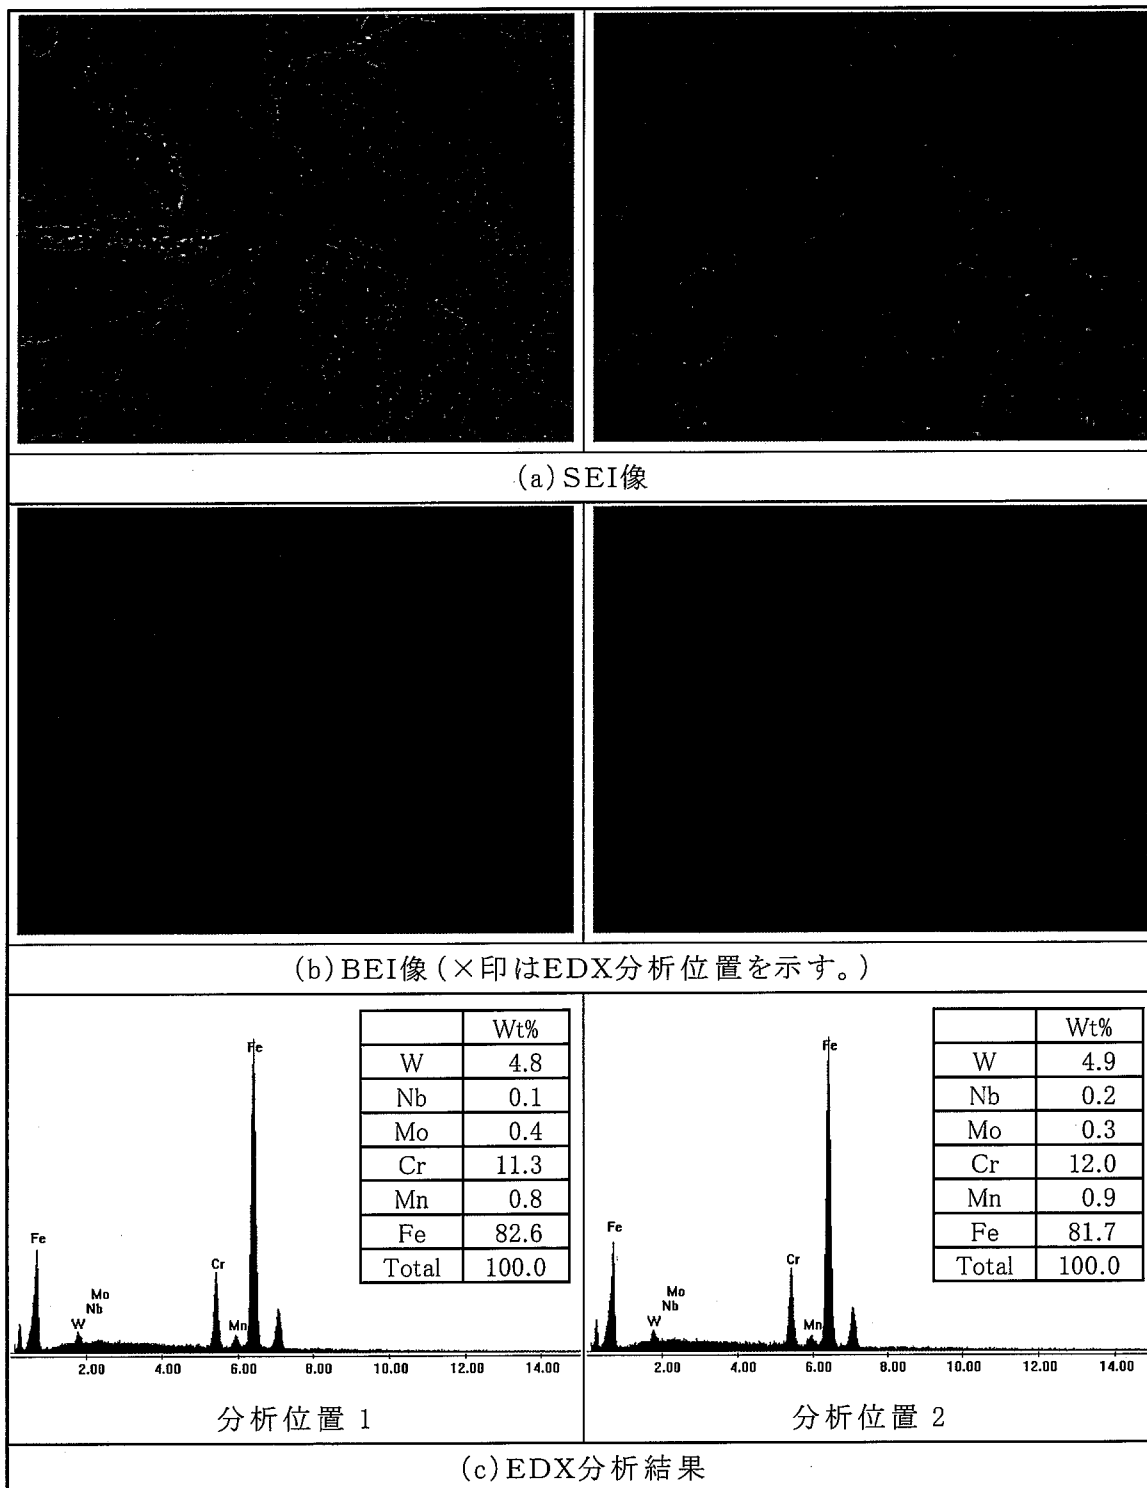 (a)SEI像
(b)BEI像(×印はEDX分析位置を示す。)
Wt%
W 4.8
Nb 0.1
Mo 0.4
Cr 11.3
Mn 0.8
Fe 82.6
Total 100.0
Fe
Fe
Cr
Mo
Nb
W
Mn
2.00 4.00 6.00 8.00 10.00 12.00 14.00
分析位置1
Wt%
W 4.9
Nb 0.2
Mo 0.3
Cr 12.0
Mn 0.9
Fe 81.7
Total 100.0
Fe
Fe
Cr
Mo
Nb
W
Mn
2.00 4.00 6.00 8.00 10.00 12.00 14.00
分析位置2
(c)EDX分析結果